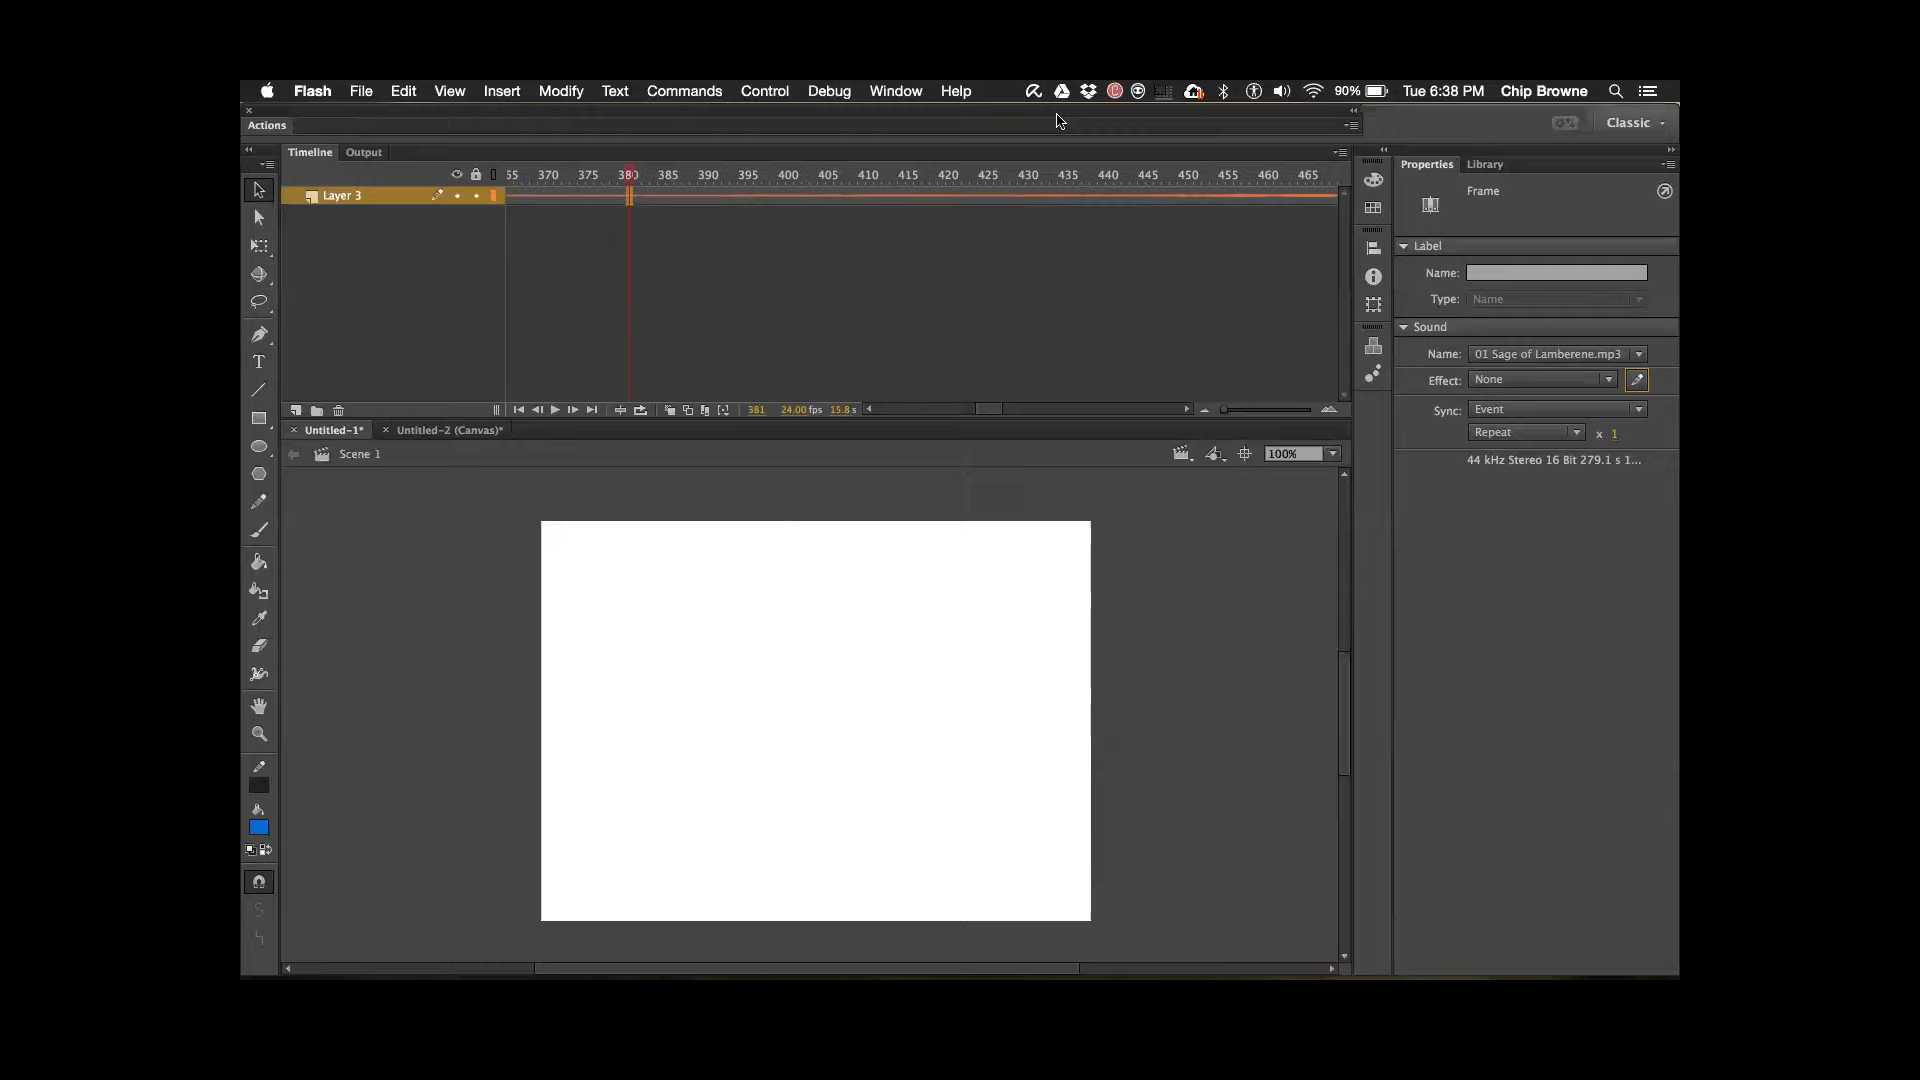 Flash File Edit View Insert Modify Text Commands Control Debug Window Help 90% Tue 6:38 PM Chip Browne
Actions
Classic
Timeline Output
Properties Library
55 370 375 380 385 390 395 400 405 410 415 420 425 430 435 440 445 450 455 460 465
Layer 3
Frame
Label
Name:
Type: Name
Sound
Name: 01 Sage of Lamberene.mp3
Effect: None
Sync: Event
Repeat x 1
44 kHz Stereo 16 Bit 279.1 s 1...
381 24.00 fps 15.8 s
Untitled-1* Untitled-2 (Canvas)*
Scene 1
100%